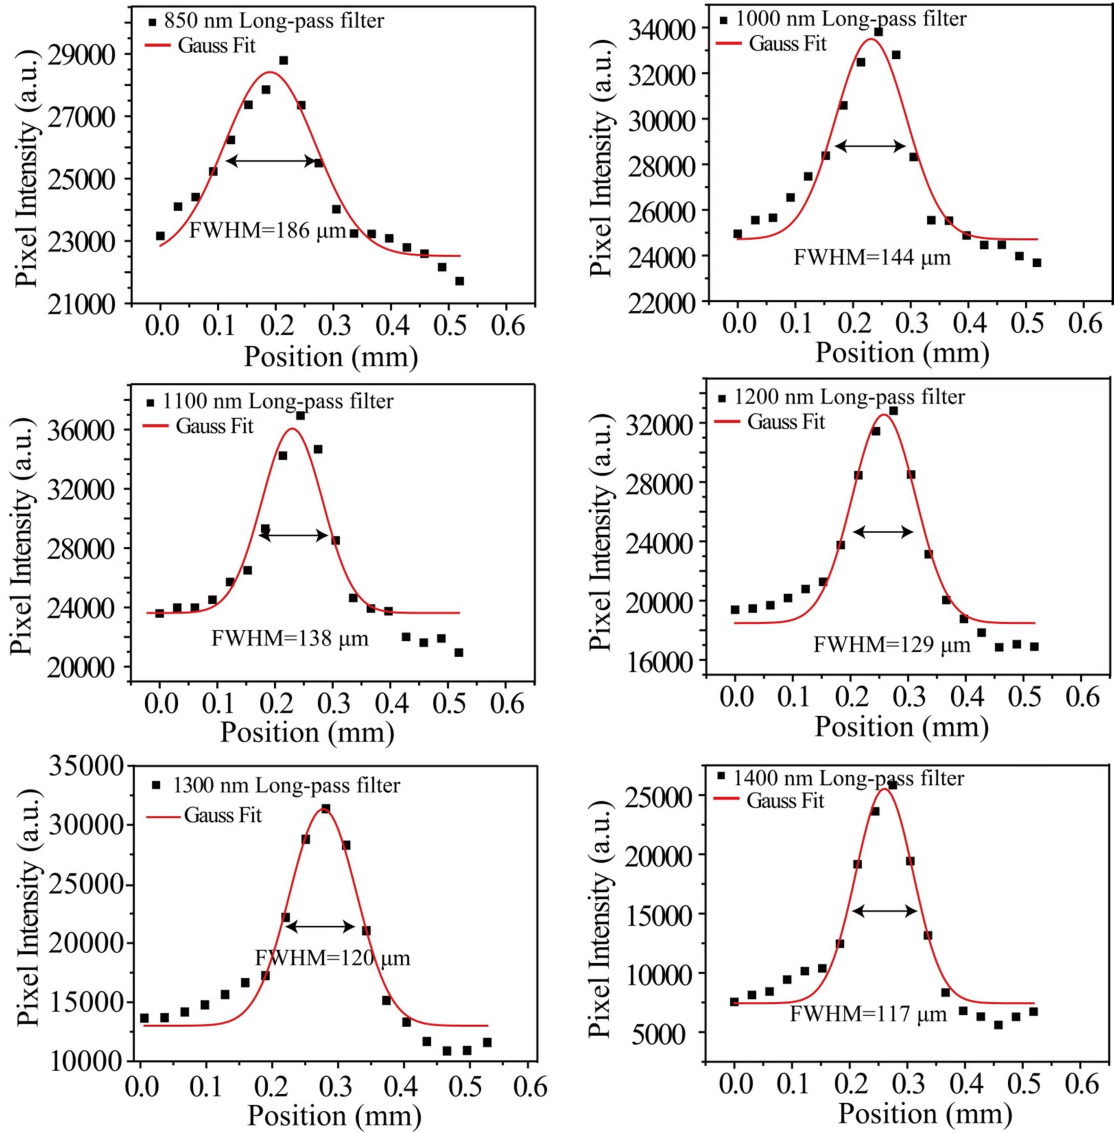 850 nm Long-pass filter
Gauss Fit
29000
27000
25000
23000
21000
Pixel Intensity (a.u.)
FWHM=186 μm
0.0 0.1 0.2 0.3 0.4 0.5 0.6
Position (mm)
1000 nm Long-pass filter
Gauss Fit
34000
32000
30000
28000
26000
24000
22000
Pixel Intensity (a.u.)
FWHM=144 μm
0.0 0.1 0.2 0.3 0.4 0.5 0.6
Position (mm)
1100 nm Long-pass filter
Gauss Fit
36000
32000
28000
24000
20000
Pixel Intensity (a.u.)
FWHM=138 μm
0.0 0.1 0.2 0.3 0.4 0.5 0.6
Position (mm)
1200 nm Long-pass filter
Gauss Fit
32000
28000
24000
20000
16000
Pixel Intensity (a.u.)
FWHM=129 μm
0.0 0.1 0.2 0.3 0.4 0.5 0.6
Position (mm)
1300 nm Long-pass filter
Gauss Fit
35000
30000
25000
20000
15000
10000
Pixel Intensity (a.u.)
FWHM=120 μm
0.0 0.1 0.2 0.3 0.4 0.5 0.6
Position (mm)
1400 nm Long-pass filter
Gauss Fit
25000
20000
15000
10000
5000
Pixel Intensity (a.u.)
FWHM=117 μm
0.0 0.1 0.2 0.3 0.4 0.5 0.6
Position (mm)